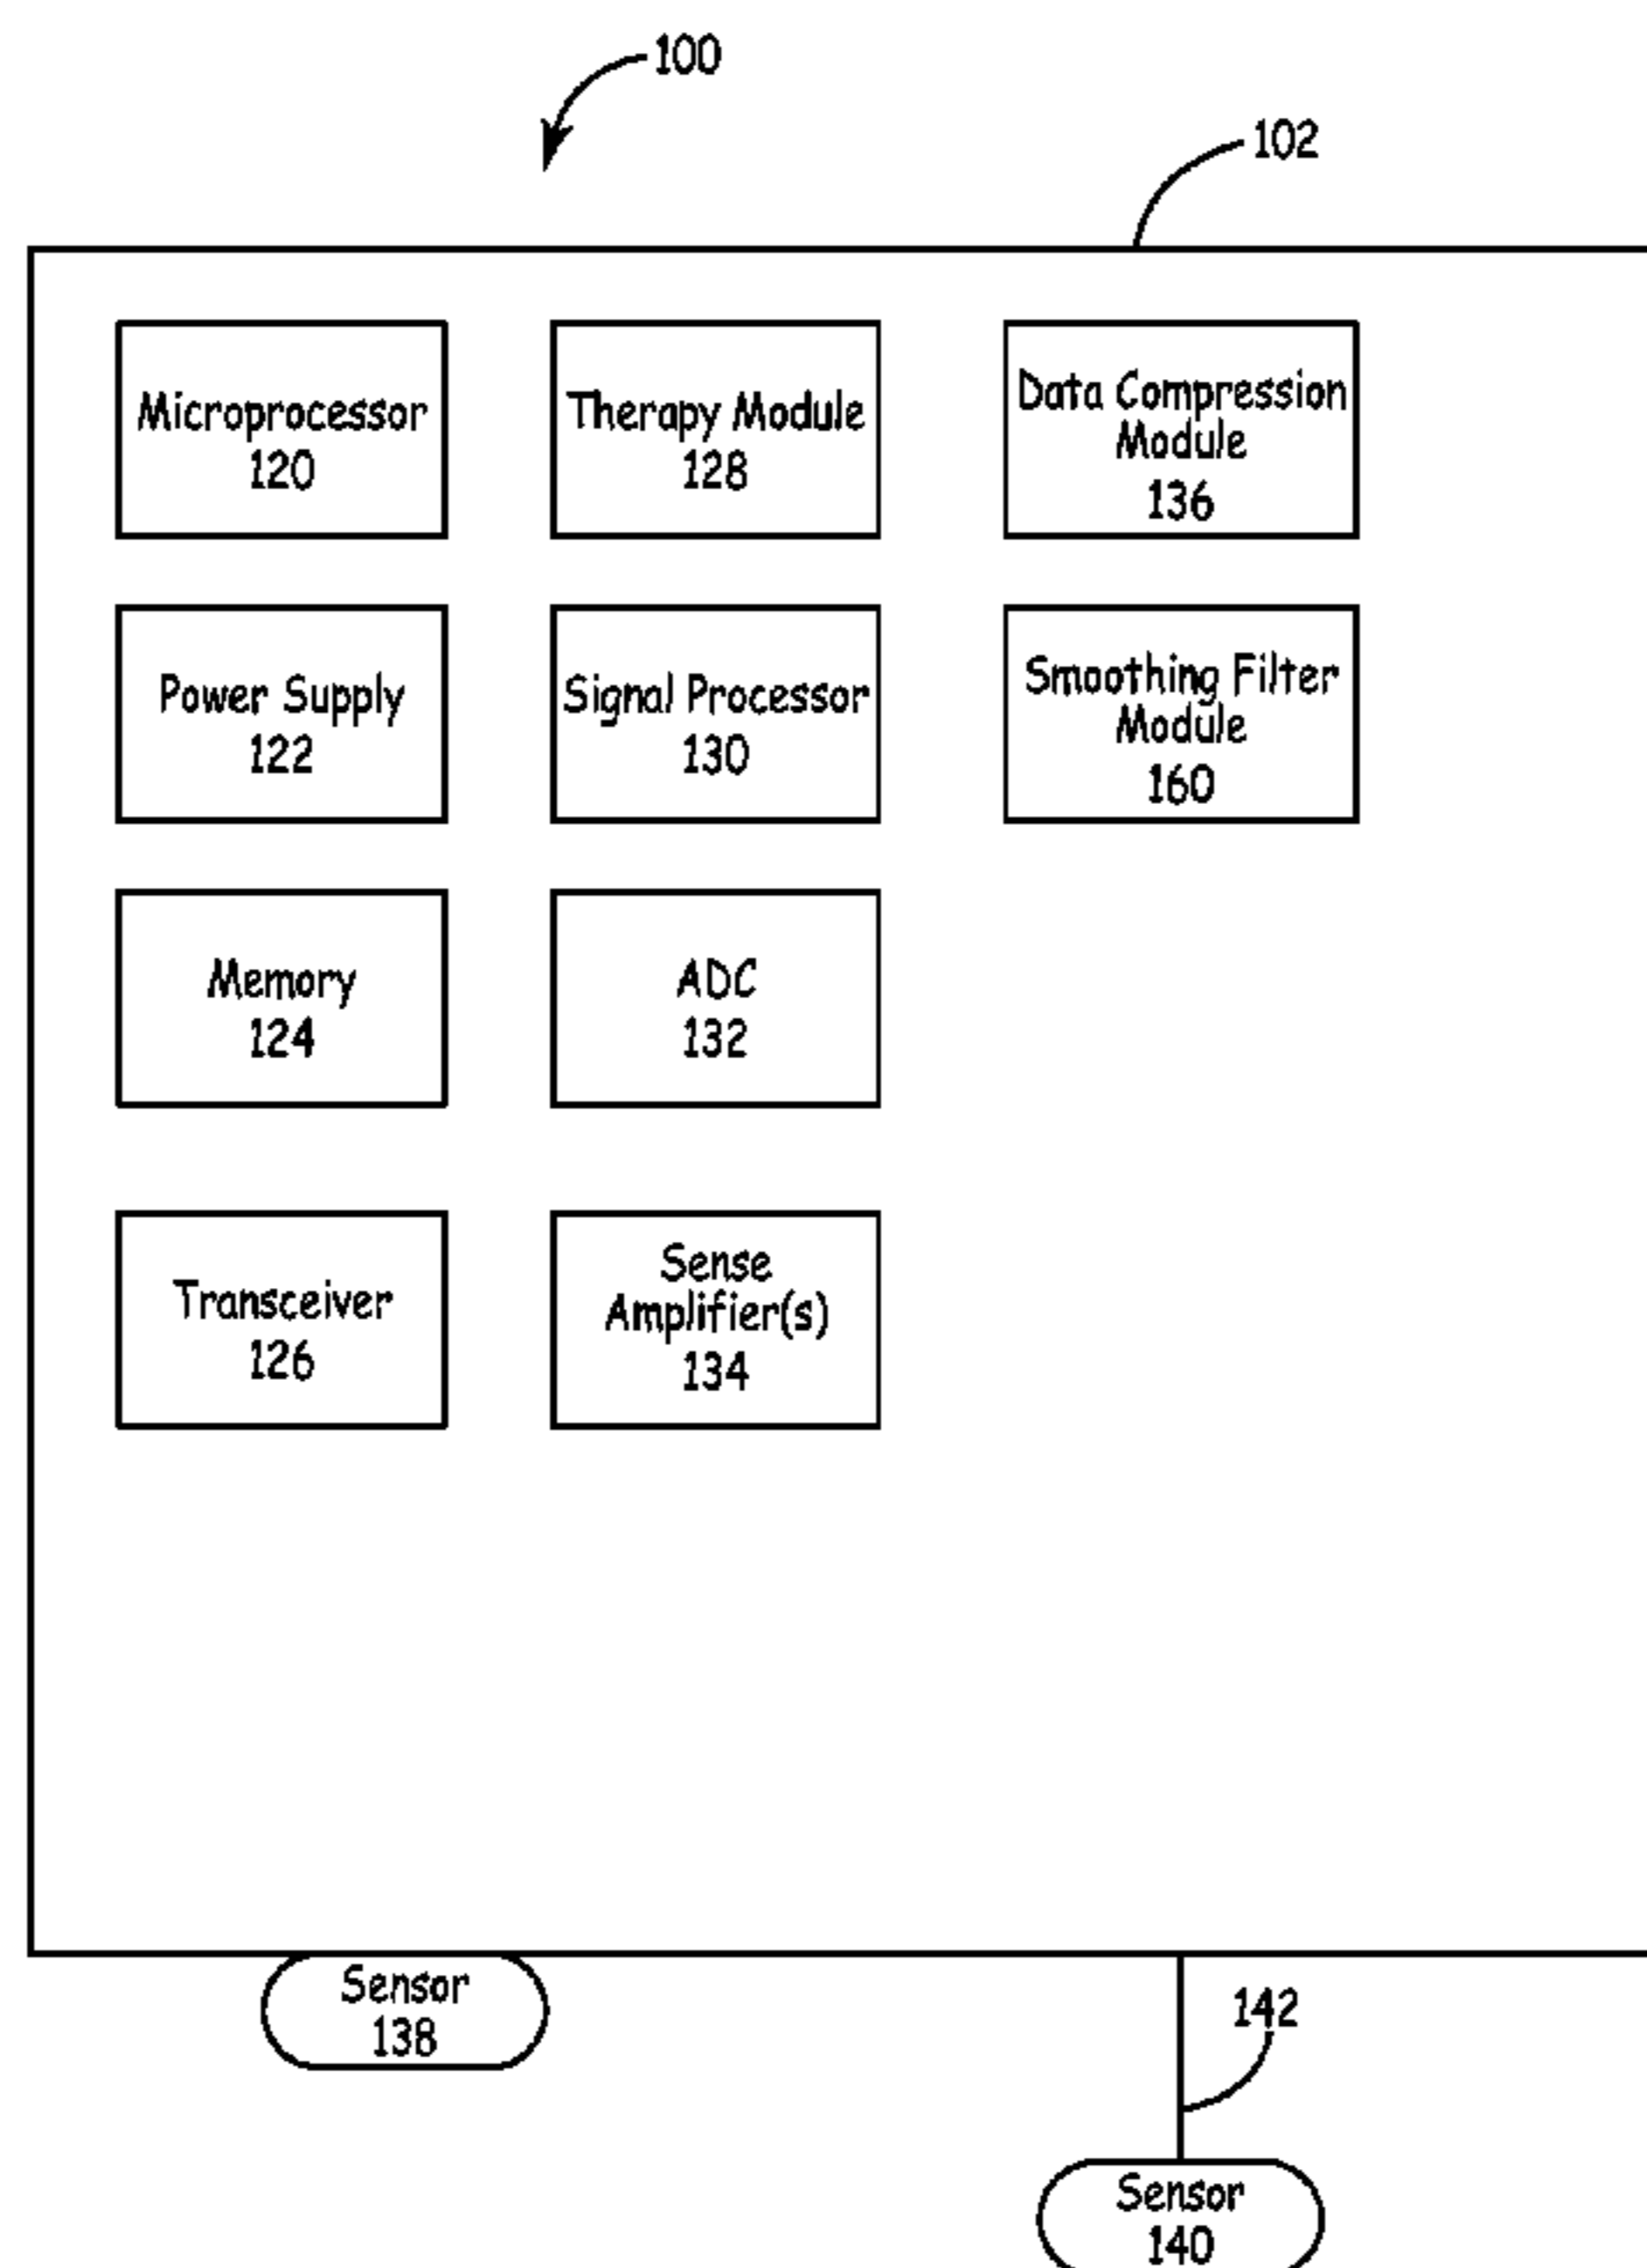 100
102
Microprocessor
120
Therapy Module
128
Data Compression
Module
136
Power Supply
122
Signal Processor
130
Smoothing Filter
Module
160
Memory
124
ADC
132
Transceiver
126
Sense
Amplifier(s)
134
Sensor
138
142
Sensor
140